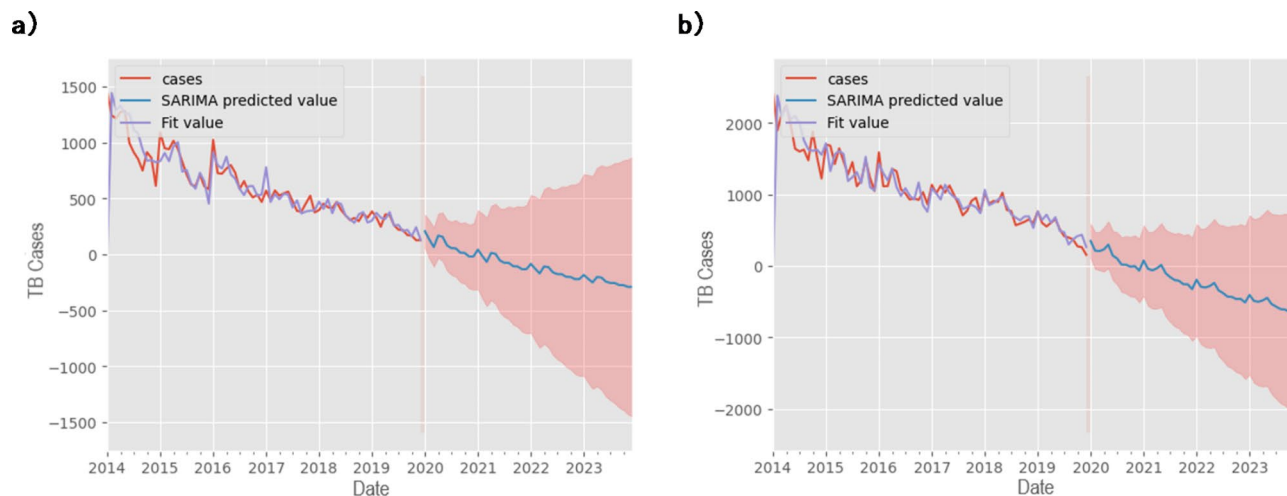 a)
cases
SARIMA predicted value
Fit value
1500
1000
500
0
−500
−1000
−1500
TB Cases
2014 2015 2016 2017 2018 2019 2020 2021 2022 2023
Date
b)
cases
SARIMA predicted value
Fit value
2000
1000
0
−1000
−2000
TB Cases
2014 2015 2016 2017 2018 2019 2020 2021 2022 2023
Date